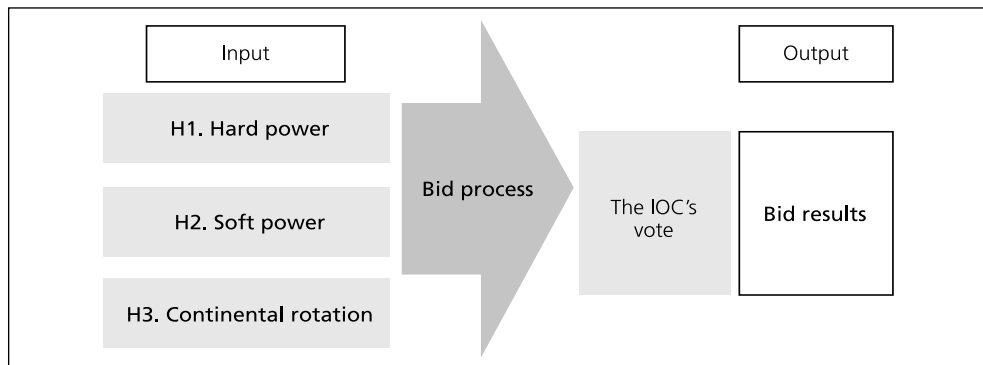 Input
Output
H1. Hard power
H2. Soft power
H3. Continental rotation
Bid process
The IOC's
vote
Bid results